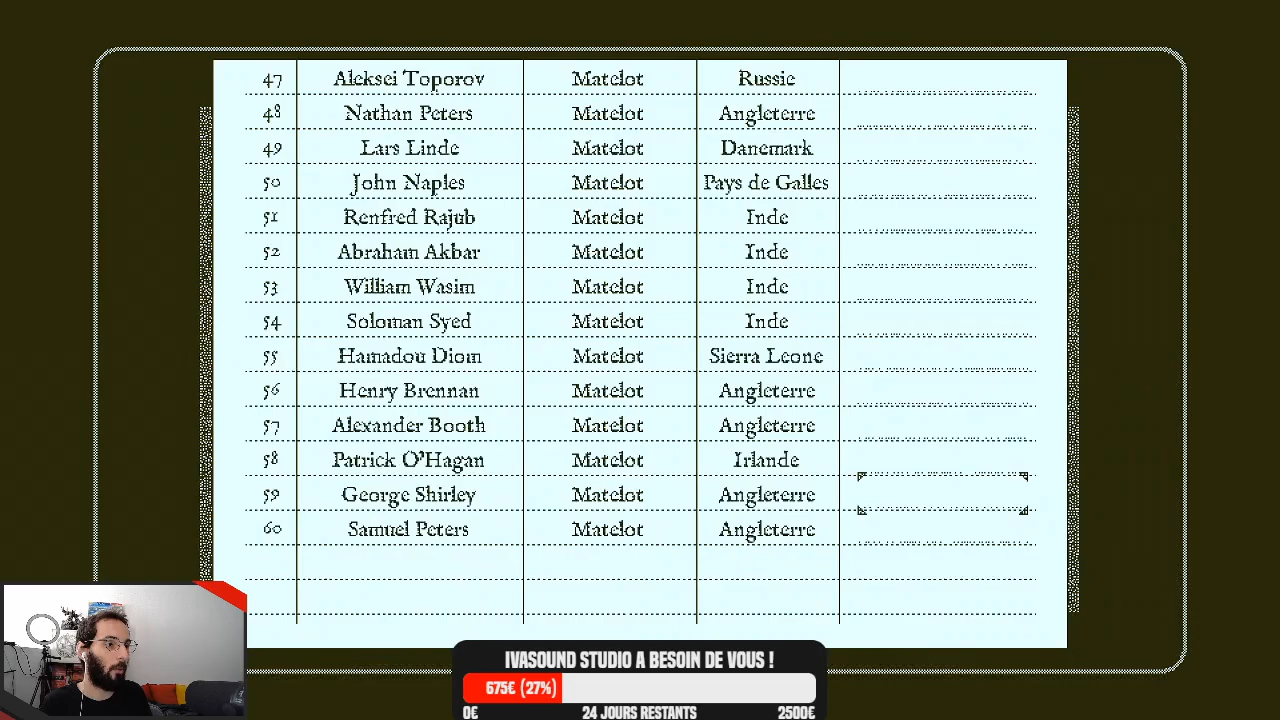 47 Aleksei Toporov Matelot Russie
48 Nathan Peters Matelot Angleterre
49 Lars Linde Matelot Danemark
50 John Naples Matelot Pays de Galles
51 Renfred Rajub Matelot Inde
52 Abraham Akbar Matelot Inde
53 William Wasim Matelot Inde
54 Soloman Syed Matelot Inde
55 Hamadou Diom Matelot Sierra Leone
56 Henry Brennan Matelot Angleterre
57 Alexander Booth Matelot Angleterre
58 Patrick O'Hagan Matelot Irlande
59 George Shirley Matelot Angleterre
60 Samuel Peters Matelot Angleterre
IVASOUND STUDIO A BESOIN DE VOUS !
675€ (27%)
0€ 24 JOURS RESTANTS 2500€